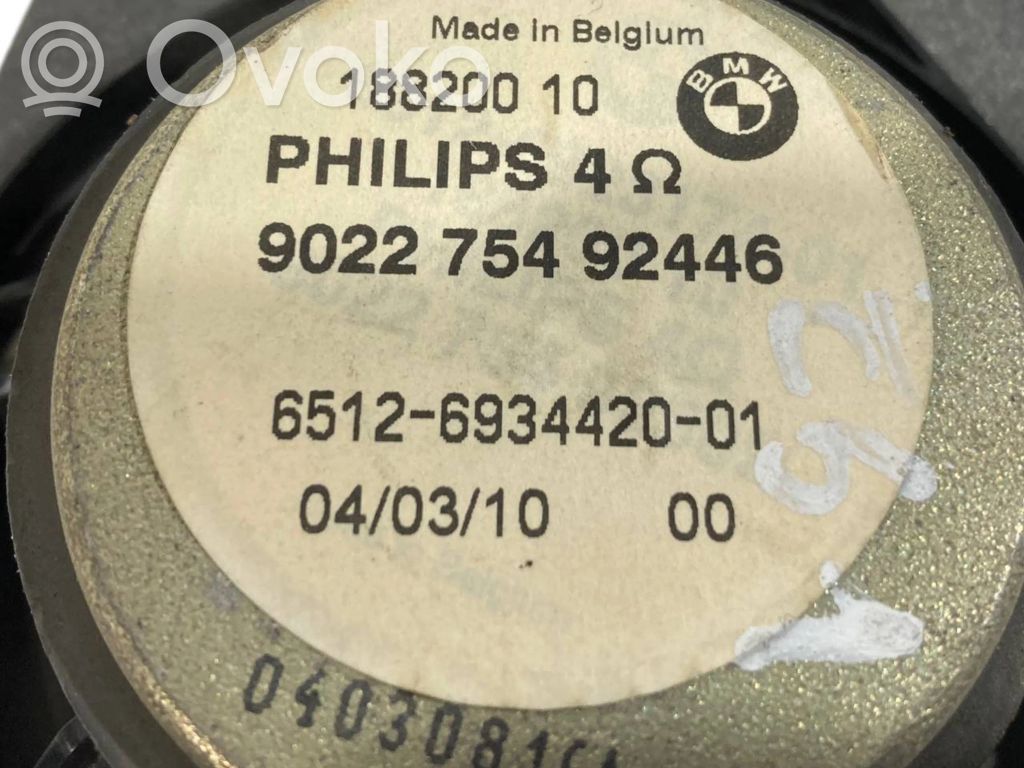 Made in Belgium
BMW
Ovoko
188200 10
PHILIPS 4 Ω
9022 754 92446
6512-6934420-01
04/03/10 00